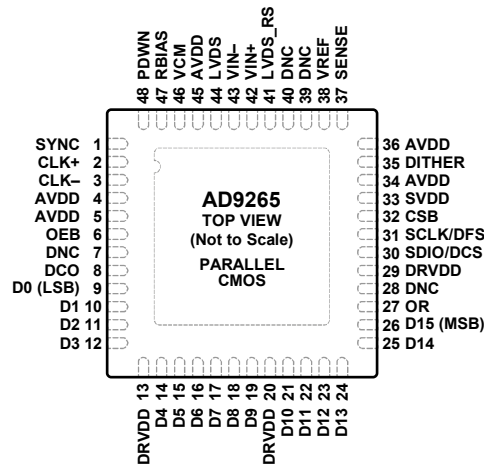 48 PDWN
47 RBIAS
46 VCM
45 AVDD
44 LVDS
43 VIN–
42 VIN+
41 LVDS_RS
40 DNC
39 DNC
38 VREF
37 SENSE
SYNC 1
CLK+ 2
CLK– 3
AVDD 4
AVDD 5
OEB 6
DNC 7
DCO 8
D0 (LSB) 9
D1 10
D2 11
D3 12
AD9265
TOP VIEW
(Not to Scale)
PARALLEL
CMOS
36 AVDD
35 DITHER
34 AVDD
33 SVDD
32 CSB
31 SCLK/DFS
30 SDIO/DCS
29 DRVDD
28 DNC
27 OR
26 D15 (MSB)
25 D14
DRVDD 13
D4 14
D5 15
D6 16
D7 17
D8 18
D9 19
DRVDD 20
D10 21
D11 22
D12 23
D13 24